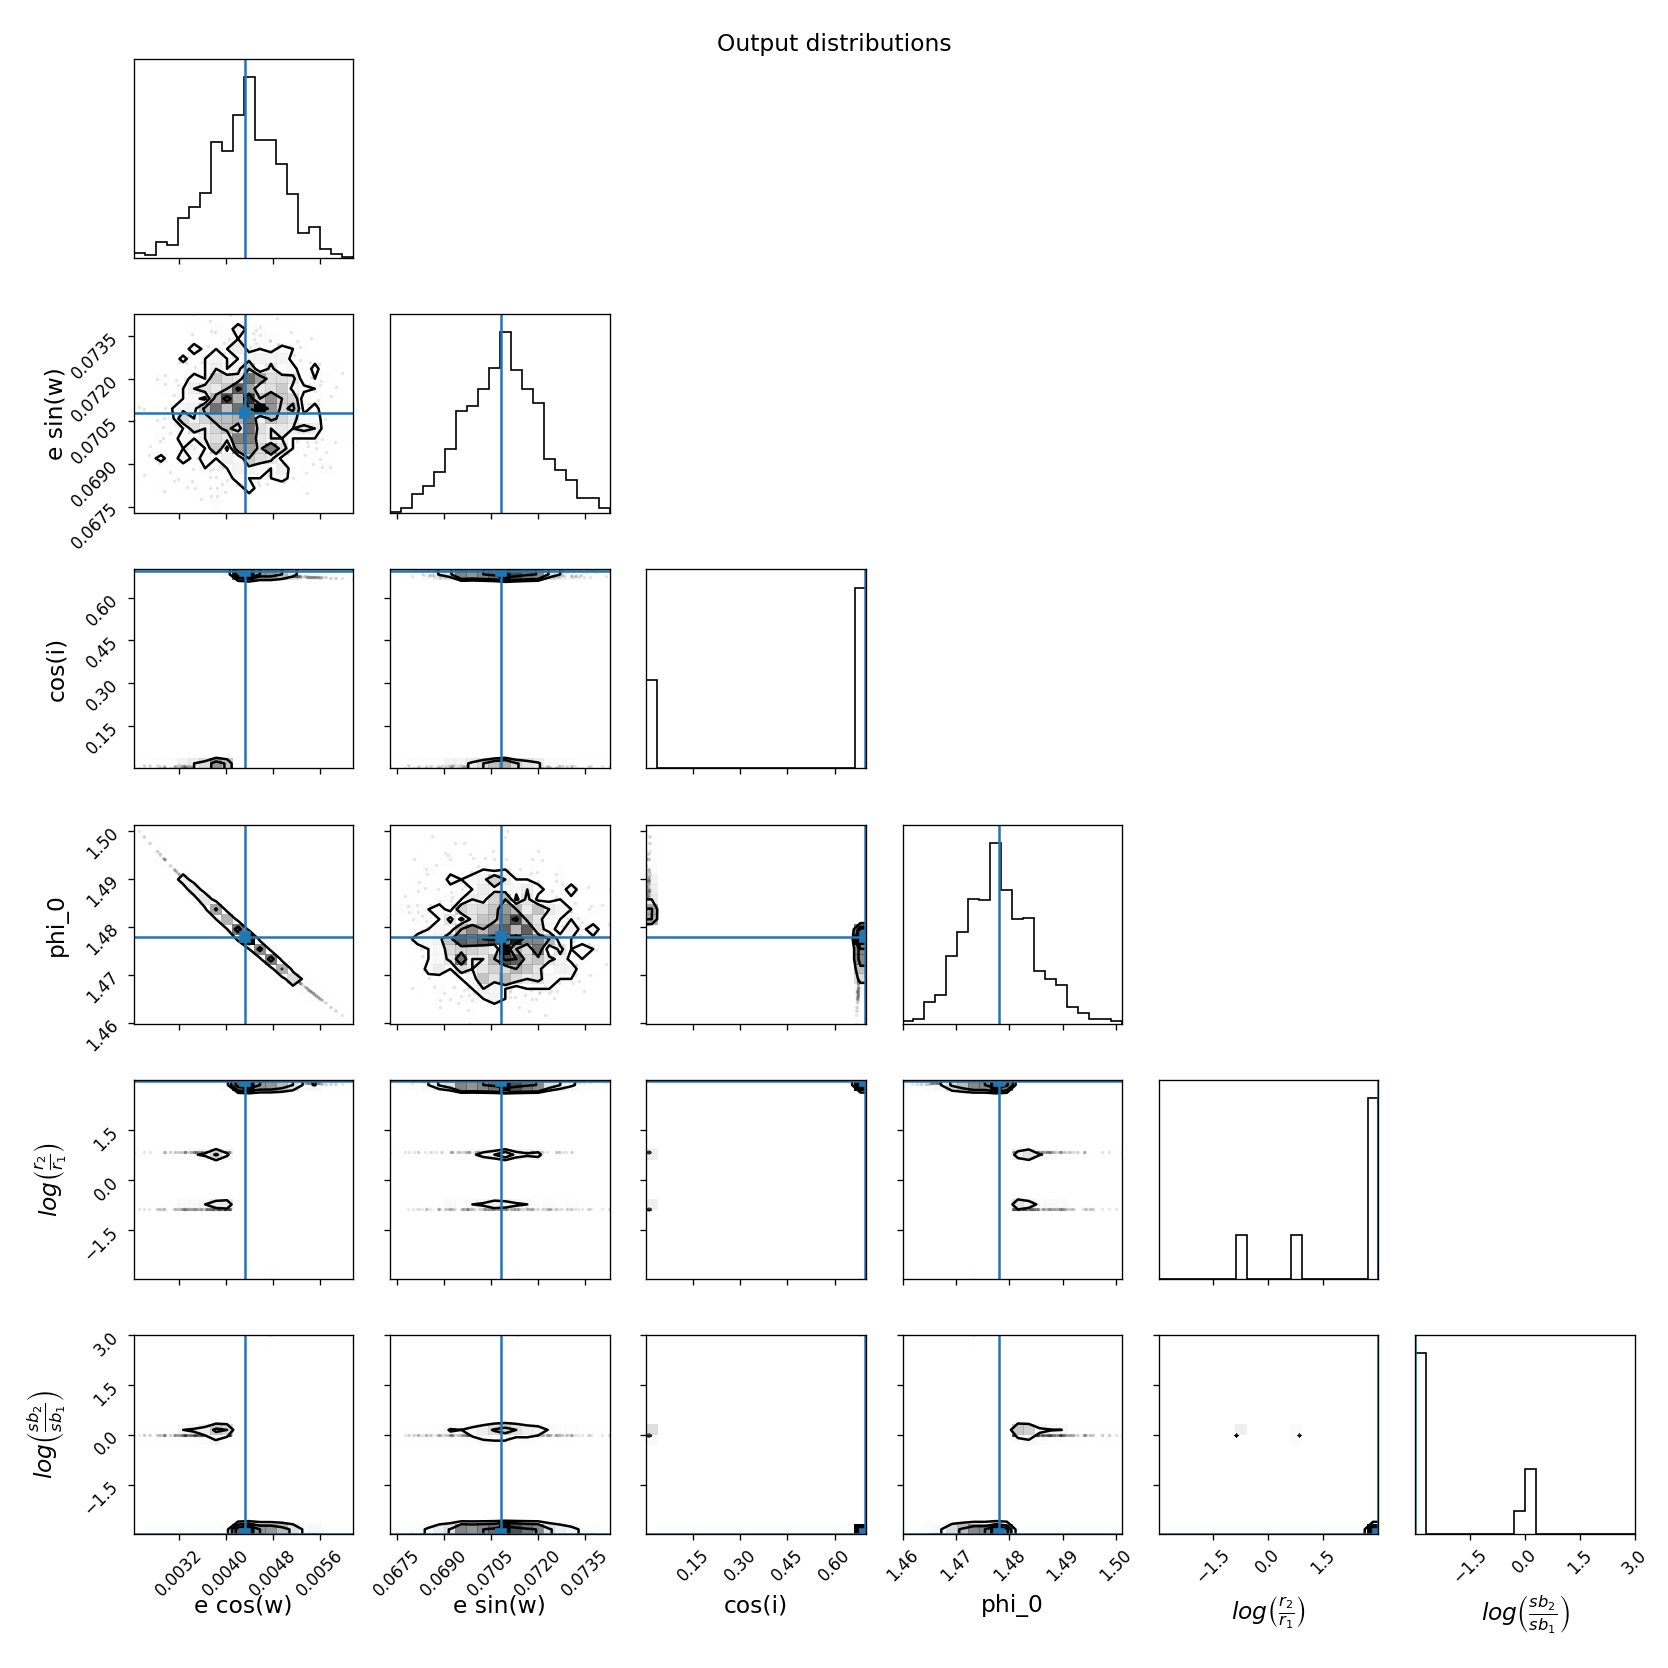 Output distributions
e sin(w)
0.0735
0.0720
0.0705
0.0690
0.0675
cos(i)
0.60
0.45
0.30
0.15
phi_0
1.50
1.49
1.48
1.47
1.46
log(r2/r1)
1.5
0.0
−1.5
log(sb2/sb1)
3.0
1.5
0.0
−1.5
0.0032 0.0040 0.0048 0.0056
e cos(w)
0.0675 0.0690 0.0705 0.0720 0.0735
e sin(w)
0.15 0.30 0.45 0.60
cos(i)
1.46 1.47 1.48 1.49 1.50
phi_0
−1.5 0.0 1.5
log(r2/r1)
−1.5 0.0 1.5 3.0
log(sb2/sb1)